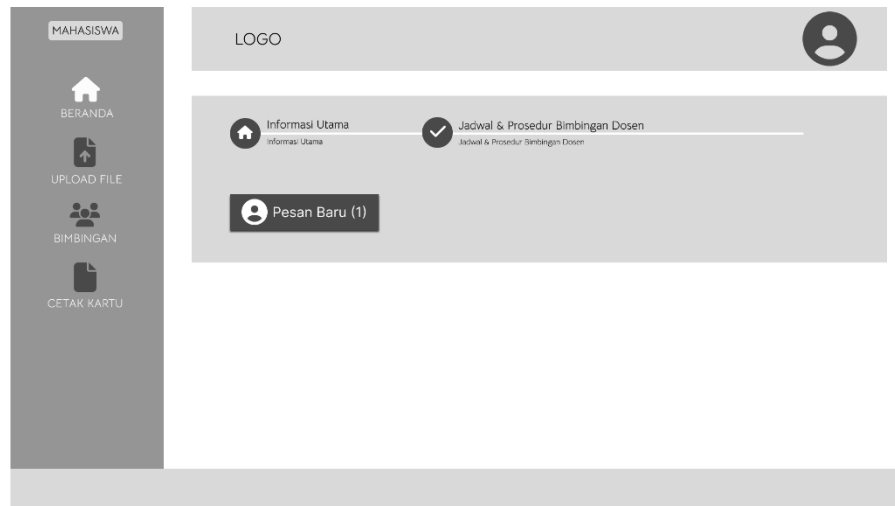 MAHASISWA
BERANDA
UPLOAD FILE
BIMBINGAN
CETAK KARTU
LOGO
Informasi Utama
Informasi Utama
Jadwal & Prosedur Bimbingan Dosen
Jadwal & Prosedur Bimbingan Dosen
Pesan Baru (1)